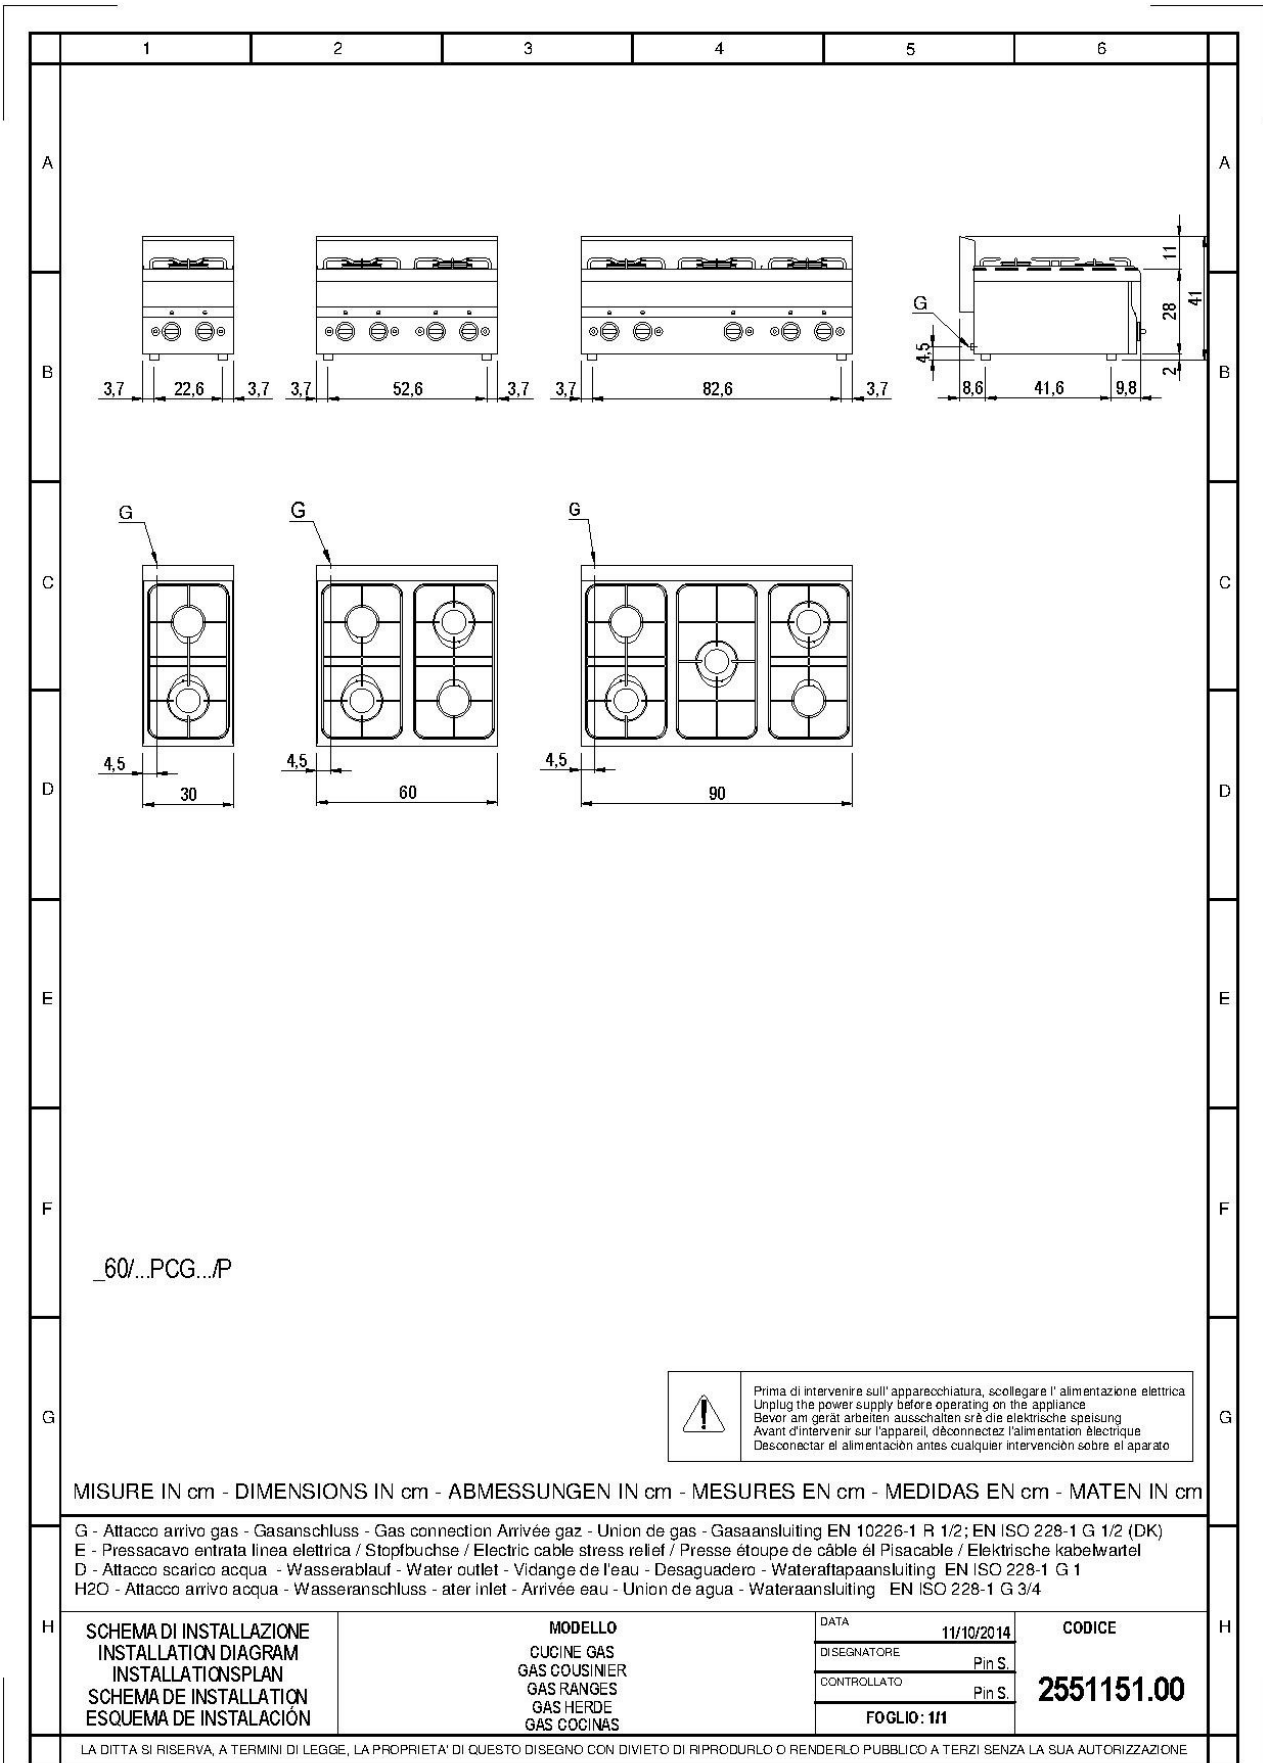 1 2 3 4 5 6
A A
11
28
41
G
4,5
2
B B
3,7 22,6 3,7 3,7 52,6 3,7 3,7 82,6 3,7 8,6 41,6 9,8
G G G
C C
4,5 4,5 4,5
30 60 90
D D
E E
F F
_60/...PCG.../P
Prima di intervenire sull' apparecchiatura, scollegare l' alimentazione elettrica
Unplug the power supply before operating on the appliance
Bevor am gerät arbeiten ausschalten srè die elektrische speisung
Avant d'intervenir sur l'appareil, dèconnectez l'alimentation èlectrique
Desconectar el alimentaciòn antes cualquier intervenciòn sobre el aparato
G G
MISURE IN cm - DIMENSIONS IN cm - ABMESSUNGEN IN cm - MESURES EN cm - MEDIDAS EN cm - MATEN IN cm
G - Attacco arrivo gas - Gasanschluss - Gas connection Arrivée gaz - Union de gas - Gasaansluiting EN 10226-1 R 1/2; EN ISO 228-1 G 1/2 (DK)
E - Pressacavo entrata linea elettrica / Stopfbuchse / Electric cable stress relief / Presse étoupe de câble él Pisacable / Elektrische kabelwartel
D - Attacco scarico acqua - Wasserablauf - Water outlet - Vidange de l'eau - Desaguadero - Wateraftapaansluiting EN ISO 228-1 G 1
H2O - Attacco arrivo acqua - Wasseranschluss - ater inlet - Arrivée eau - Union de agua - Wateraansluiting EN ISO 228-1 G 3/4
H H
SCHEMA DI INSTALLAZIONE
INSTALLATION DIAGRAM
INSTALLATIONSPLAN
SCHEMA DE INSTALLATION
ESQUEMA DE INSTALACIÓN
MODELLO
CUCINE GAS
GAS COUSINIER
GAS RANGES
GAS HERDE
GAS COCINAS
DATA 11/10/2014
DISEGNATORE Pin S.
CONTROLLATO Pin S.
FOGLIO: 1/1
CODICE
2551151.00
LA DITTA SI RISERVA, A TERMINI DI LEGGE, LA PROPRIETA' DI QUESTO DISEGNO CON DIVIETO DI RIPRODURLO O RENDERLO PUBBLICO A TERZI SENZA LA SUA AUTORIZZAZIONE